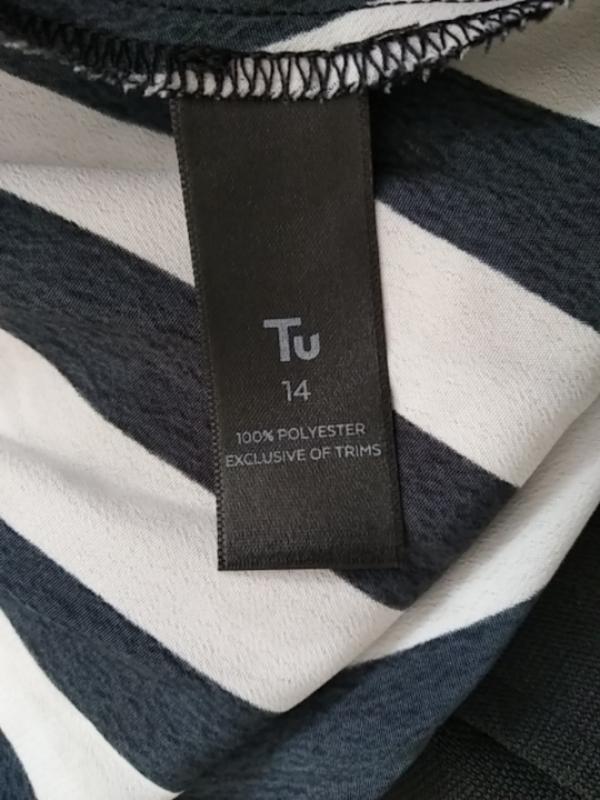 Tu
14
100% POLYESTER
EXCLUSIVE OF TRIMS